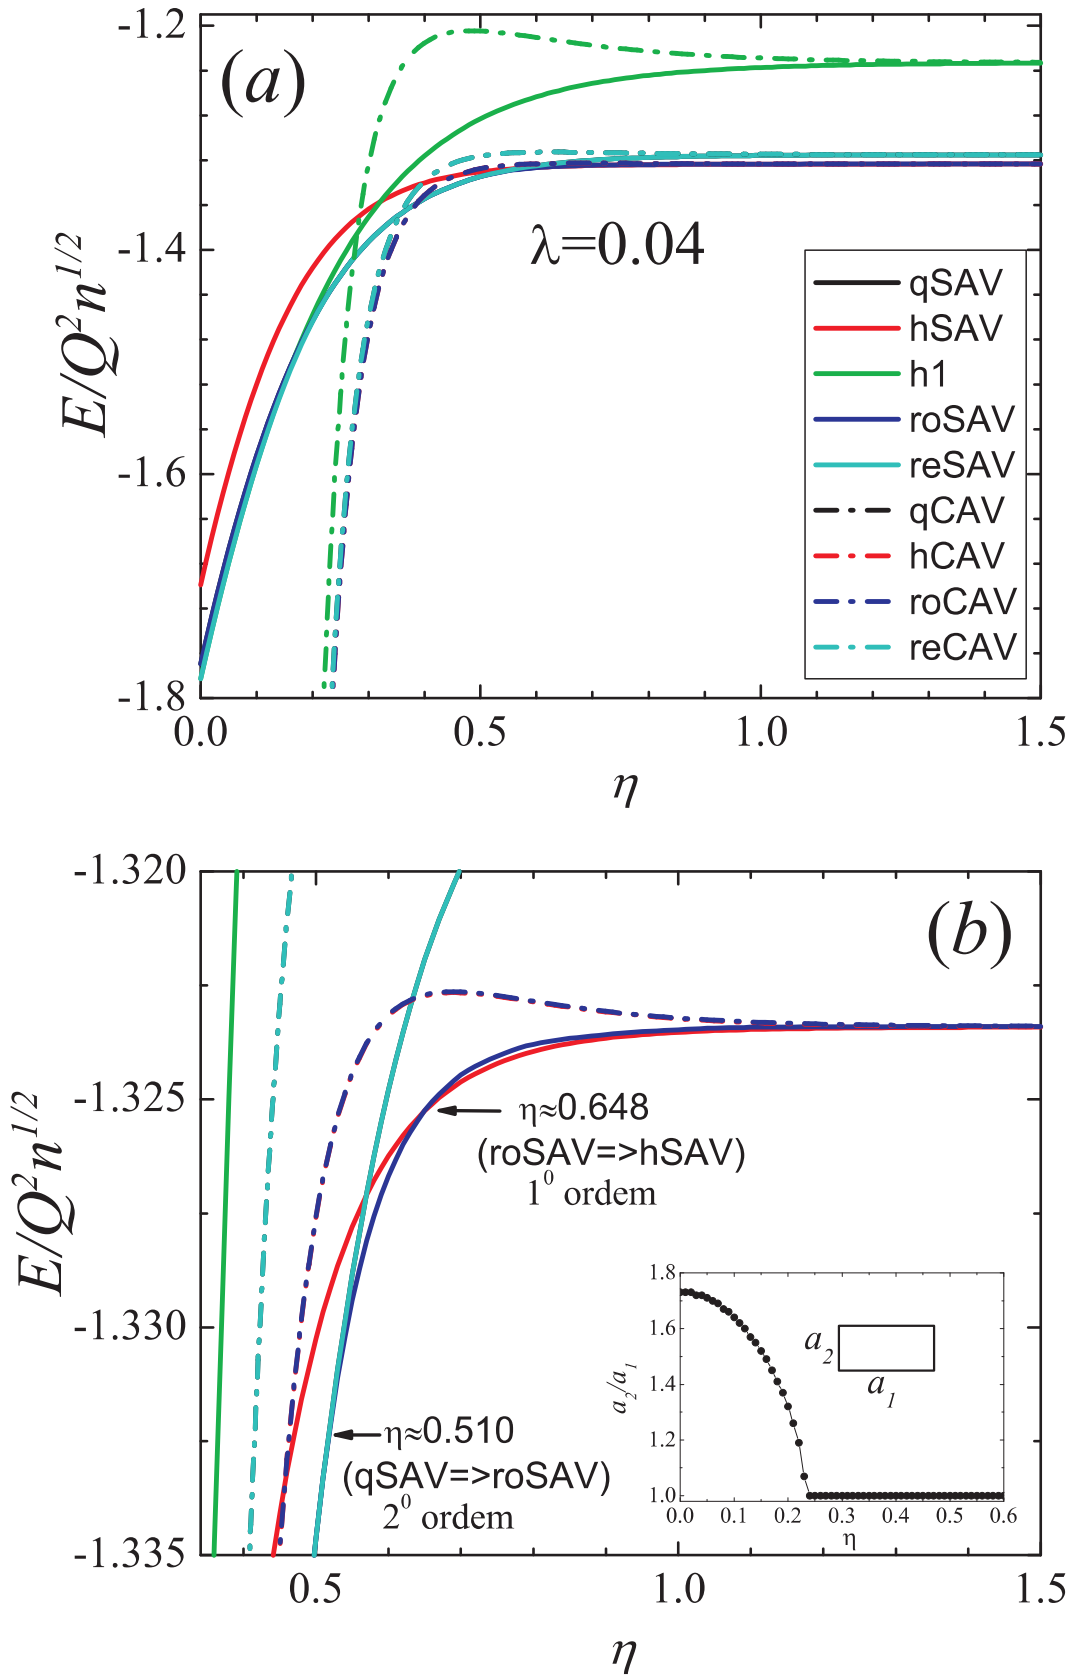 (a)
-1.2
-1.4
-1.6
-1.8
E/Q² n^{1/2}
λ=0.04
qSAV
hSAV
h1
roSAV
reSAV
qCAV
hCAV
roCAV
reCAV
0.0 0.5 1.0 1.5
η
(b)
-1.320
-1.325
-1.330
-1.335
E/Q² n^{1/2}
η≈0.648
(roSAV=>hSAV)
1⁰ ordem
η≈0.510
(qSAV=>roSAV)
2⁰ ordem
1.8
1.6
1.4
1.2
1.0
a₂/a₁
a₂
a₁
0.0 0.1 0.2 0.3 0.4 0.5 0.6
η
0.5 1.0 1.5
η